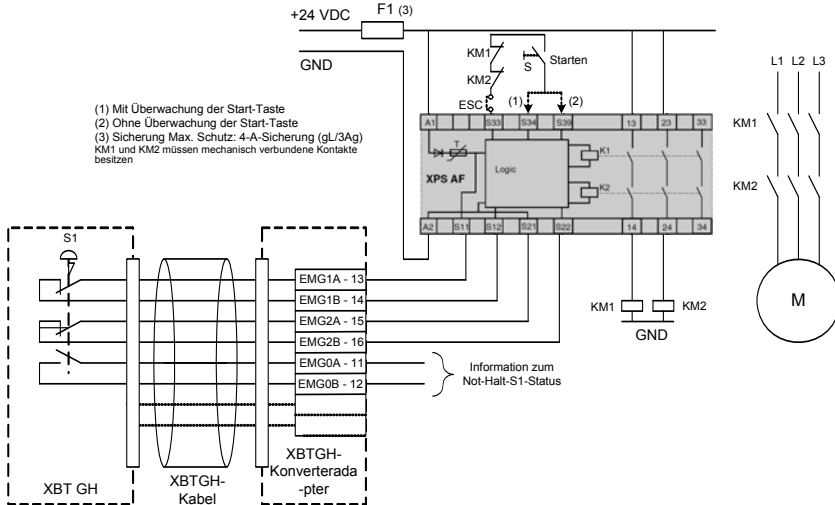 +24 VDC
F1 (3)
GND
KM1
KM2
S
Starten
ESC
(1)
(2)
L1 L2 L3
KM1
KM2
M
(1) Mit Überwachung der Start-Taste
(2) Ohne Überwachung der Start-Taste
(3) Sicherung Max. Schutz: 4-A-Sicherung (gL/3Ag)
KM1 und KM2 müssen mechanisch verbundene Kontakte
besitzen
A1 S33 S34 S39 13 23 33
T
XPS AF
Logic
K1
K2
A2 S11 S12 S21 S22 14 24 34
KM1
KM2
GND
S1
EMG1A - 13
EMG1B - 14
EMG2A - 15
EMG2B - 16
EMG0A - 11
EMG0B - 12
Information zum
Not-Halt-S1-Status
XBT GH
XBTGH-
Kabel
XBTGH-
Konverterada
-pter